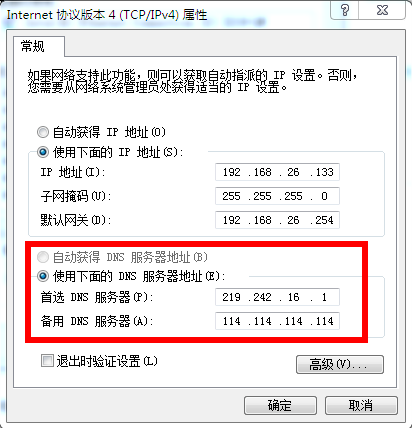 Internet 协议版本 4 (TCP/IPv4) 属性
常规
如果网络支持此功能，则可以获取自动指派的 IP 设置。否则，
您需要从网络系统管理员处获得适当的 IP 设置。
自动获得 IP 地址(O)
使用下面的 IP 地址(S):
IP 地址(I): 192 .168 .26 .133
子网掩码(U): 255 .255 .255 . 0
默认网关(D): 192 .168 .26 .254
自动获得 DNS 服务器地址(B)
使用下面的 DNS 服务器地址(E):
首选 DNS 服务器(P): 219 .242 .16 . 1
备用 DNS 服务器(A): 114 .114 .114 .114
退出时验证设置(L)
高级(V)...
确定 取消